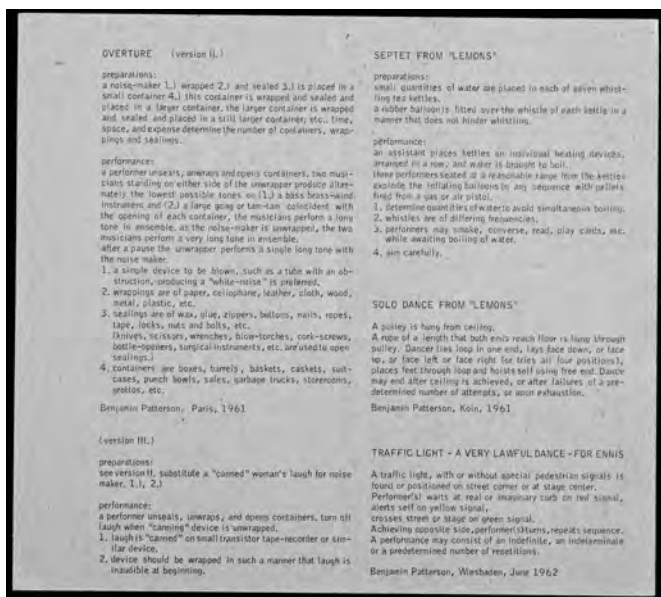 OVERTURE (version II.)
preparations:
a noise-maker 1.) wrapped 2.) and sealed 3.) is placed in a
small container 4.) this container is wrapped and sealed and
placed in a larger container, the larger container is wrapped
and sealed and placed in a still larger container, etc.. time,
space, and expense determine the number of containers, wrap-
pings and sealings.
performance:
a performer unseals, unwraps and opens containers, two musi-
cians standing on either side of the unwrapper produce alter-
nately the lowest possible tones on (1.) a bass brass-wind
instrument and (2.) a large gong or tam-tam coincident with
the opening of each container, the musicians perform a long
tone in ensemble. as the noise-maker is unwrapped, the two
musicians perform a very long tone in ensemble.
after a pause the unwrapper performs a single long tone with
the noise maker.
1. a simple device to be blown, such as a tube with an ob-
struction, producing a "white-noise" is preferred.
2. wrappings are of paper, cellophane, leather, cloth, wood,
metal, plastic, etc.
3. sealings are of wax, glue, zippers, buttons, nails, ropes,
tape, locks, nuts and bolts, etc.
(knives, scissors, wrenches, blow-torches, cork-screws,
bottle-openers, surgical instruments, etc. are used to open
sealings.)
4. containers are boxes, barrels, baskets, caskets, suit-
cases, punch bowls, safes, garbage trucks, storerooms,
grottos, etc.
Benjamin Patterson, Paris, 1961
(version III.)
preparations:
see version II. substitute a "canned" woman's laugh for noise
maker. 1.), 2.)
performance:
a performer unseals, unwraps, and opens containers, turn off
laugh when "canning" device is unwrapped.
1. laugh is "canned" on small transistor tape-recorder or sim-
ilar device.
2. device should be wrapped in such a manner that laugh is
inaudible at beginning.
SEPTET FROM "LEMONS"
preparations:
small quantities of water are placed in each of seven whist-
ling tea kettles.
a rubber balloon is fitted over the whistle of each kettle in a
manner that does not hinder whistling.
performance:
an assistant places kettles on individual heating devices,
arranged in a row, and water is brought to boil.
three performers seated at a reasonable range from the kettles
explode the inflating balloons in any sequence with pellets
fired from a gas or air pistol.
1. determine quantities of water to avoid simultaneous boiling.
2. whistles are of differing frequencies.
3. performers may smoke, converse, read, play cards, etc.
while awaiting boiling of water.
4. aim carefully.
SOLO DANCE FROM "LEMONS"
A pulley is hung from ceiling.
A rope of a length that both ends reach floor is hung through
pulley. Dancer ties loop in one end, lays face down, or face
up, or face left or face right (or tries all four positions),
places feet through loop and hoists self using free end. Dance
may end after ceiling is achieved, or after failures of a pre-
determined number of attempts, or upon exhaustion.
Benjamin Patterson, Koln, 1961
TRAFFIC LIGHT - A VERY LAWFUL DANCE - FOR ENNIS
A traffic light, with or without special pedestrian signals is
found or positioned on street corner or at stage center.
Performer(s) waits at real or imaginary curb on red signal,
alerts self on yellow signal,
crosses street or stage on green signal.
Achieving opposite side, performer(s) turns, repeats sequence.
A performance may consist of an indefinite, an indeterminate
or a predetermined number of repetitions.
Benjamin Patterson, Wiesbaden, June 1962